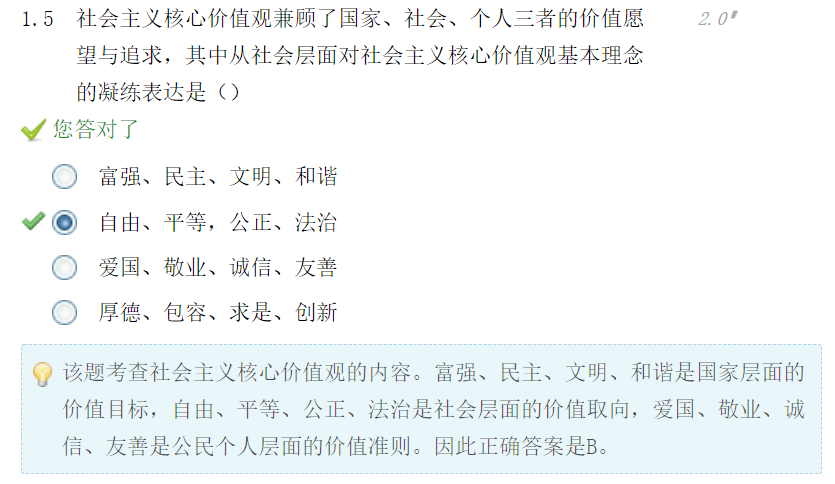 1.5 社会主义核心价值观兼顾了国家、社会、个人三者的价值愿 2.0'
望与追求，其中从社会层面对社会主义核心价值观基本理念
的凝练表达是（）
您答对了
富强、民主、文明、和谐
自由、平等，公正、法治
爱国、敬业、诚信、友善
厚德、包容、求是、创新
该题考查社会主义核心价值观的内容。富强、民主、文明、和谐是国家层面的
价值目标，自由、平等、公正、法治是社会层面的价值取向，爱国、敬业、诚
信、友善是公民个人层面的价值准则。因此正确答案是B。